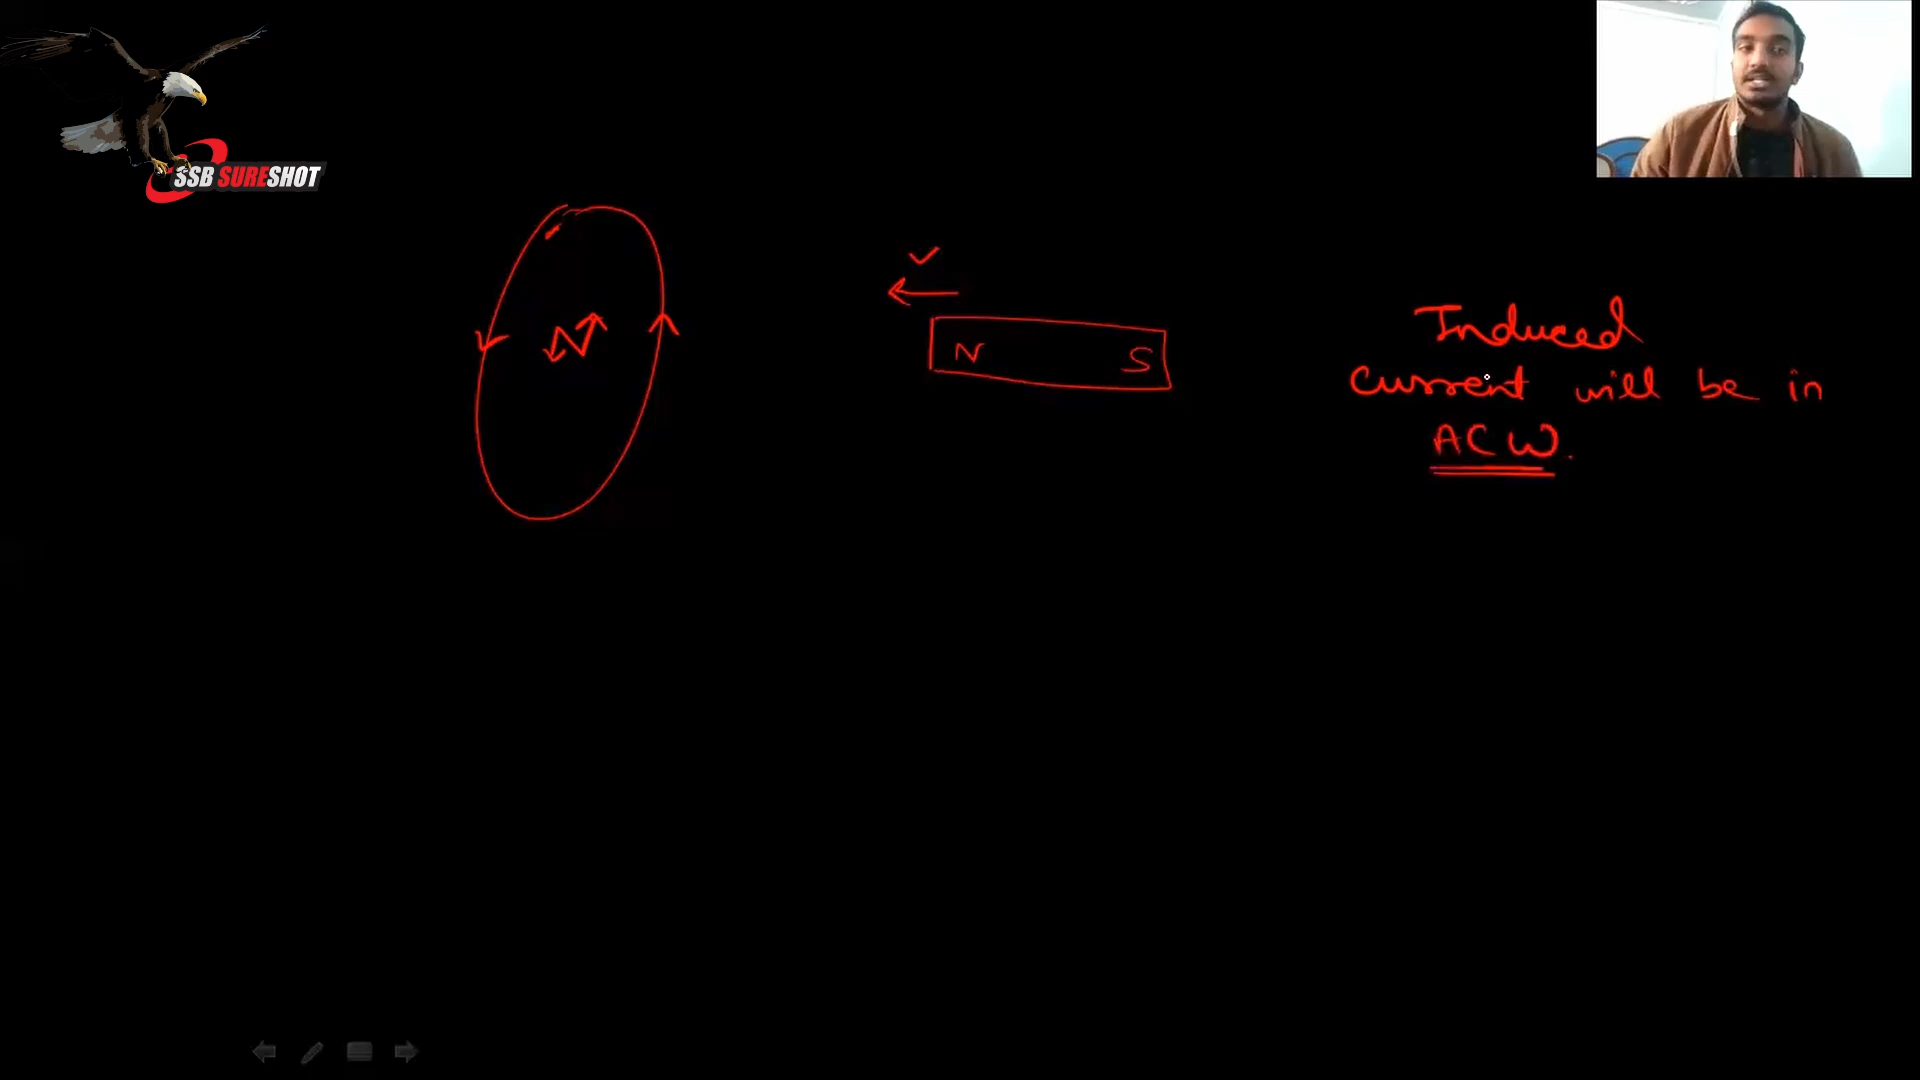 SSB SURESHOT
v
N
N S
Induced
current will be in
ACW.